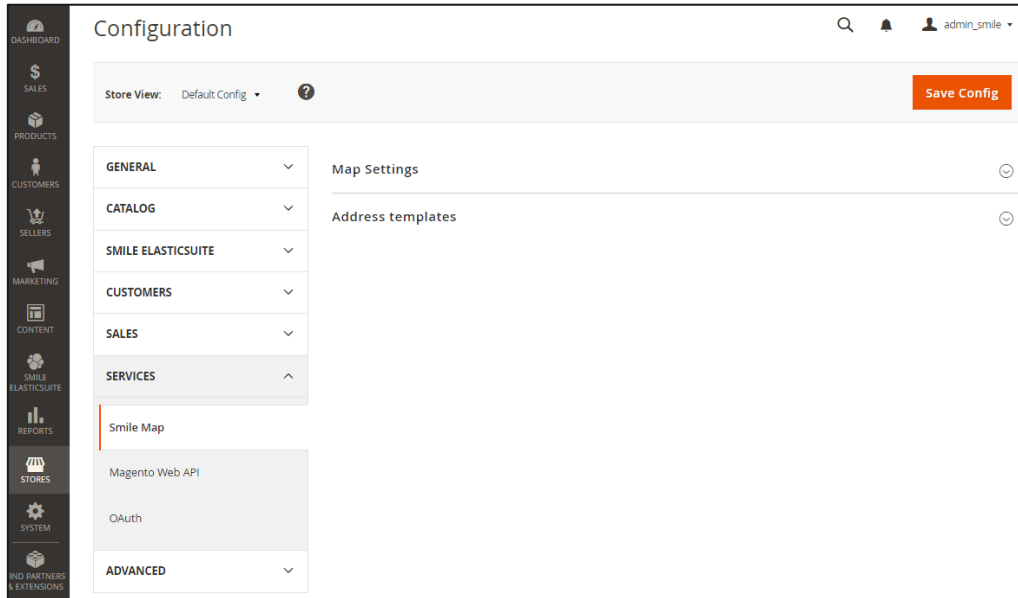 DASHBOARD
SALES
PRODUCTS
CUSTOMERS
SELLERS
MARKETING
CONTENT
SMILE
ELASTICSUITE
REPORTS
STORES
SYSTEM
IND PARTNERS
& EXTENSIONS
Configuration
admin_smile
Store View: Default Config
?
Save Config
GENERAL
CATALOG
SMILE ELASTICSUITE
CUSTOMERS
SALES
SERVICES
Smile Map
Magento Web API
OAuth
ADVANCED
Map Settings
Address templates